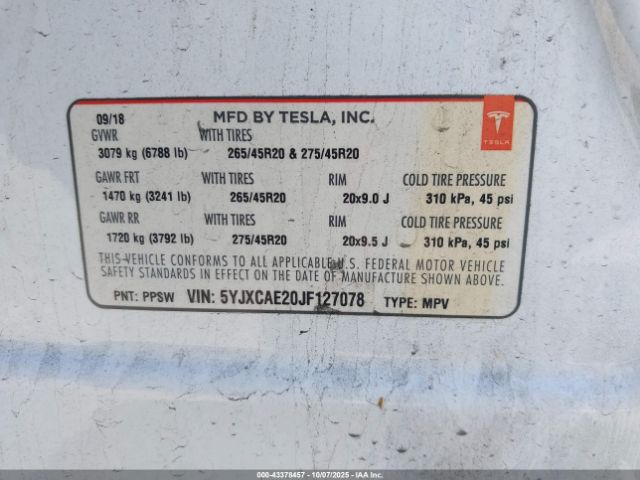 09/18 MFD BY TESLA, INC.
TESLA
GVWR WITH TIRES
3079 kg (6788 lb) 265/45R20 & 275/45R20
GAWR FRT WITH TIRES RIM COLD TIRE PRESSURE
1470 kg (3241 lb) 265/45R20 20x9.0 J 310 kPa, 45 psi
GAWR RR WITH TIRES RIM COLD TIRE PRESSURE
1720 kg (3792 lb) 275/45R20 20x9.5 J 310 kPa, 45 psi
THIS VEHICLE CONFORMS TO ALL APPLICABLE U.S. FEDERAL MOTOR VEHICLE
SAFETY STANDARDS IN EFFECT ON THE DATE OF MANUFACTURE SHOWN ABOVE.
PNT: PPSW VIN: 5YJXCAE20JF127078 TYPE: MPV
000-43378457 - 10/07/2025 - IAAI.COM